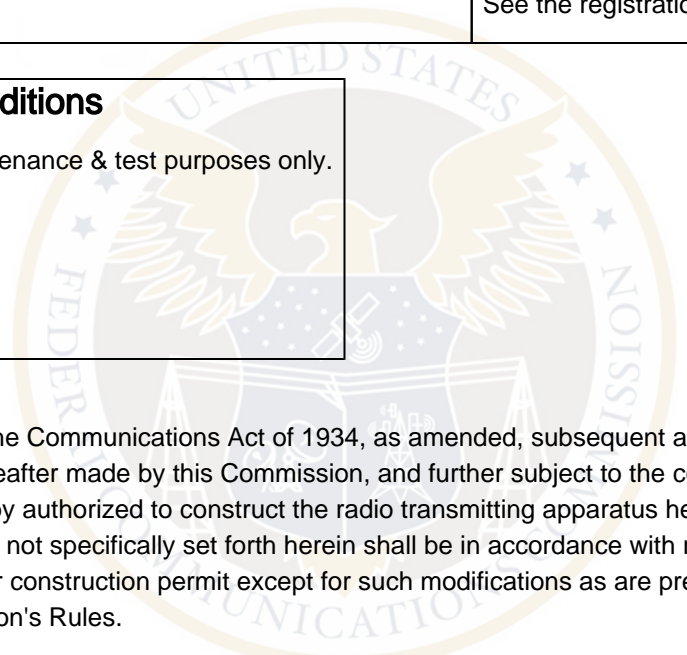 See the registratio
ditions
enance & test purposes only.
he Communications Act of 1934, as amended, subsequent a
eafter made by this Commission, and further subject to the c
by authorized to construct the radio transmitting apparatus he
not specifically set forth herein shall be in accordance with
r construction permit except for such modifications as are pre
on's Rules.
UNITED STATES
FEDERAL COMMUNICATIONS COMMISSION